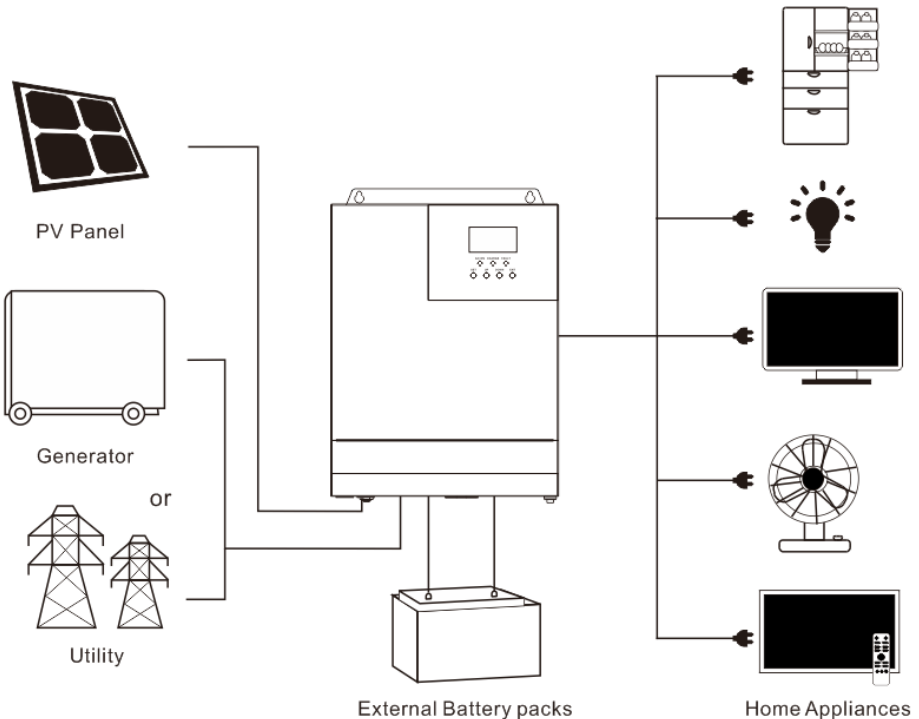 PV Panel
Generator
or
Utility
External Battery packs
Home Appliances